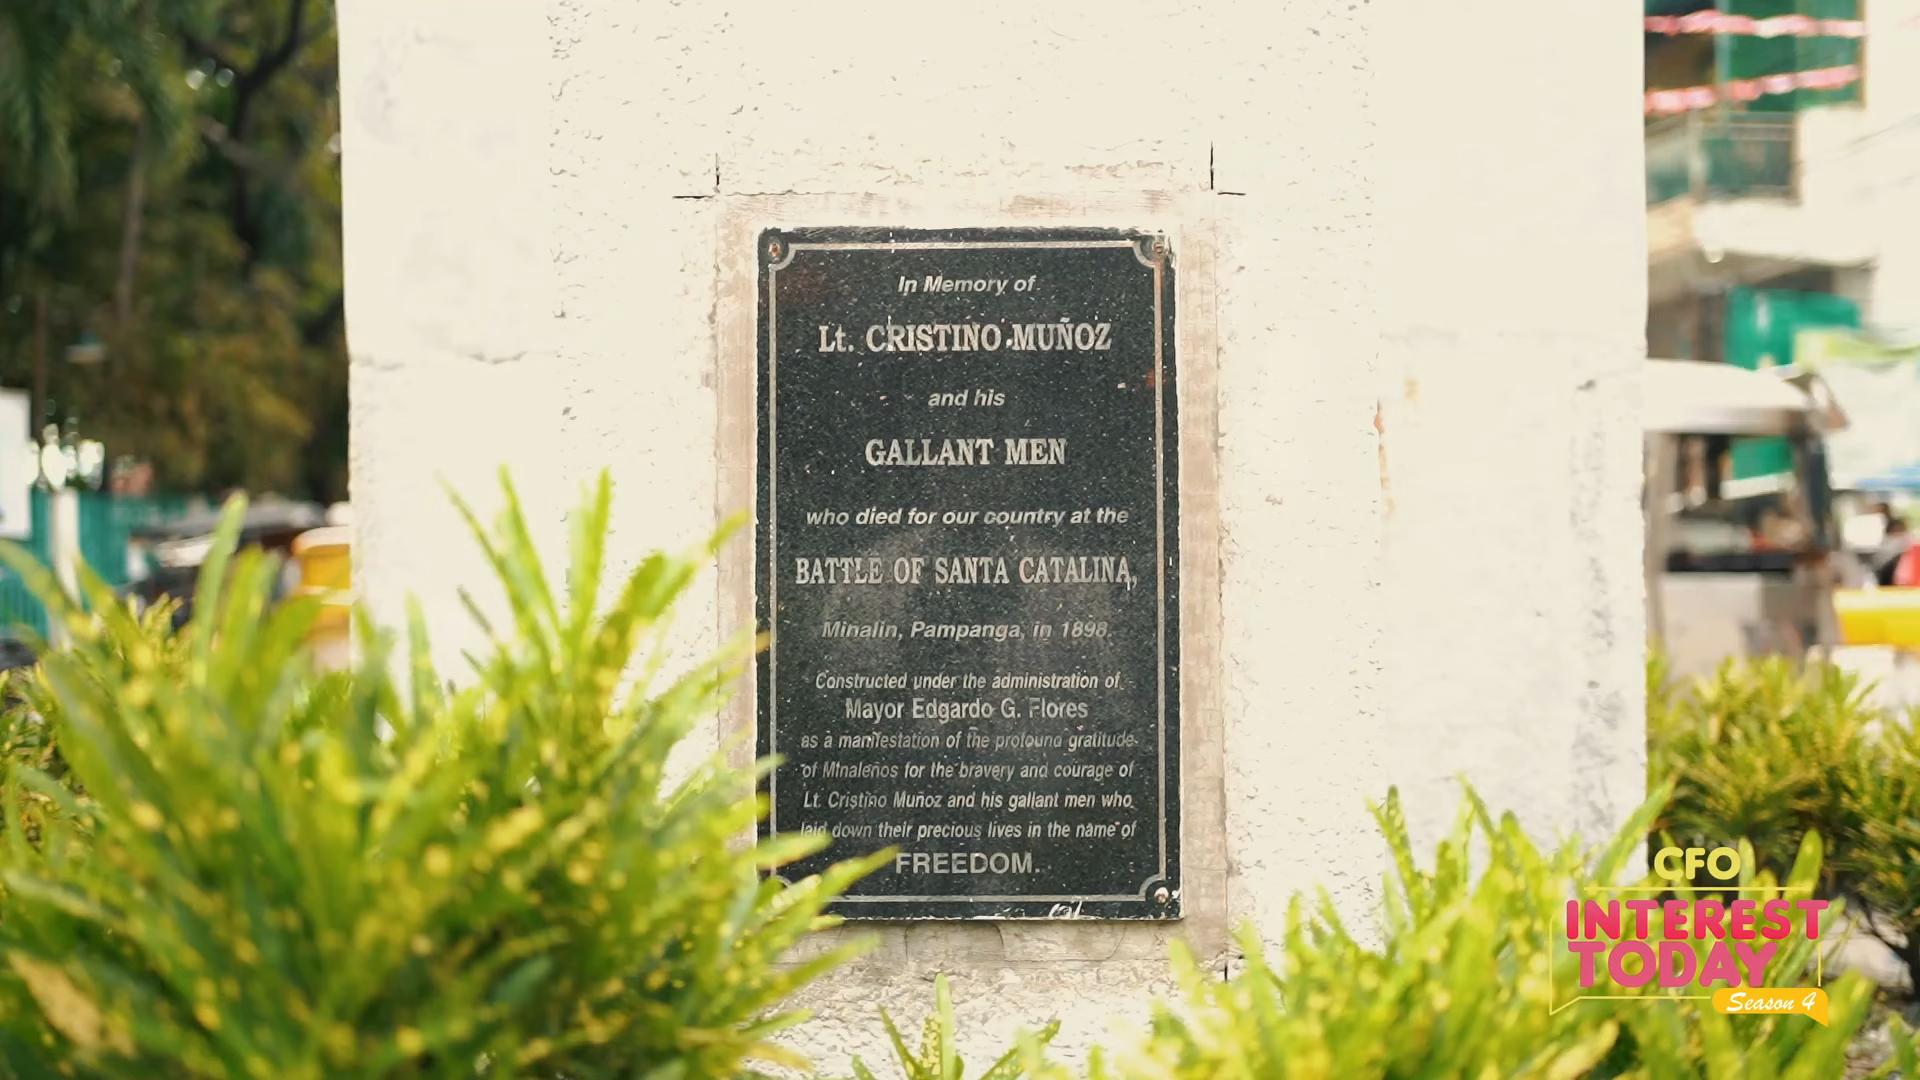 In Memory of
Lt. CRISTINO MUÑOZ
and his
GALLANT MEN
who died for our country at the
BATTLE OF SANTA CATALINA,
Minalin, Pampanga, in 1898.
Constructed under the administration of
Mayor Edgardo G. Flores
as a manifestation of the profound gratitude
of Minaleños for the bravery and courage of
Lt. Cristino Muñoz and his gallant men who
laid down their precious lives in the name of
FREEDOM.
CFO
INTEREST
TODAY
Season 4